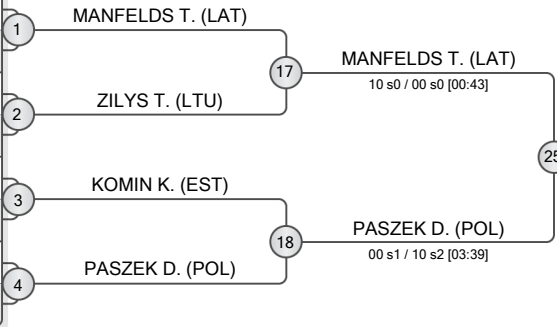 MANFELDS T. (LAT)
1
17
MANFELDS T. (LAT)
10 s0 / 00 s0 [00:43]
2
ZILYS T. (LTU)
25
3
KOMIN K. (EST)
18
PASZEK D. (POL)
00 s1 / 10 s2 [03:39]
4
PASZEK D. (POL)